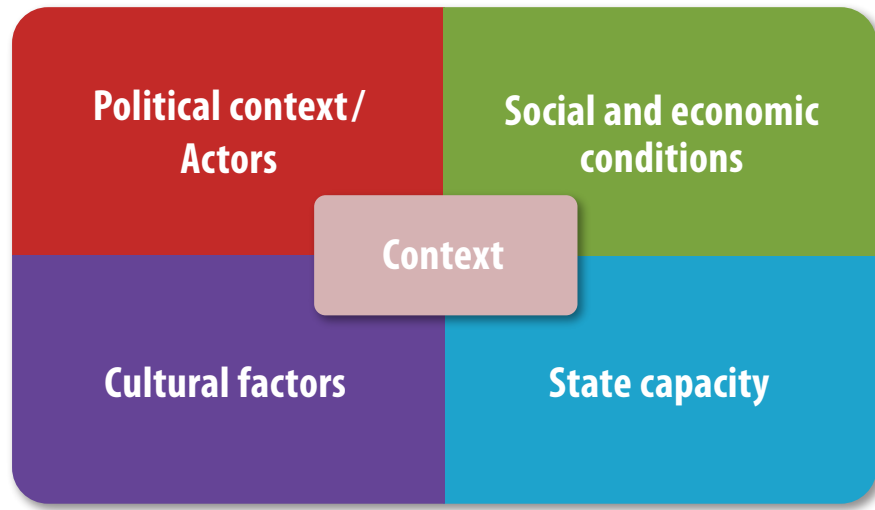 Political context/
Actors
Social and economic
conditions
Context
Cultural factors
State capacity